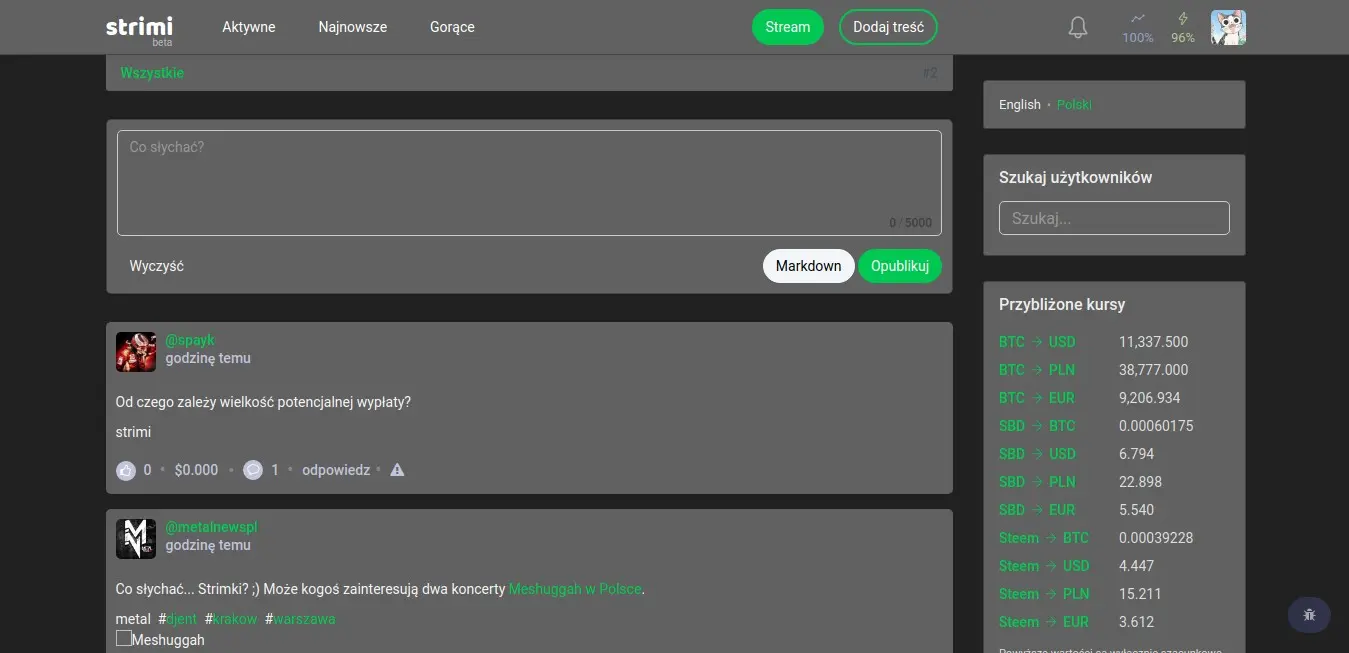 strimi
beta
Aktywne
Najnowsze
Gorące
Stream
Dodaj treść
100%
96%
Wszystkie
#2
Co słychać?
0 / 5000
Wyczyść
Markdown
Opublikuj
@spayk
godzinę temu
Od czego zależy wielkość potencjalnej wypłaty?
strimi
0 • $0.000 • 1 • odpowiedz •
@metalnewspl
godzinę temu
Co słychać... Strimki? ;) Może kogoś zainteresują dwa koncerty Meshuggah w Polsce.
metal #djent #krakow #warszawa
Meshuggah
English • Polski
Szukaj użytkowników
Szukaj...
Przybliżone kursy
BTC → USD 11,337.500
BTC → PLN 38,777.000
BTC → EUR 9,206.934
SBD → BTC 0.00060175
SBD → USD 6.794
SBD → PLN 22.898
SBD → EUR 5.540
Steem → BTC 0.00039228
Steem → USD 4.447
Steem → PLN 15.211
Steem → EUR 3.612
Powyższe wartości są wyłącznie szacunkowe